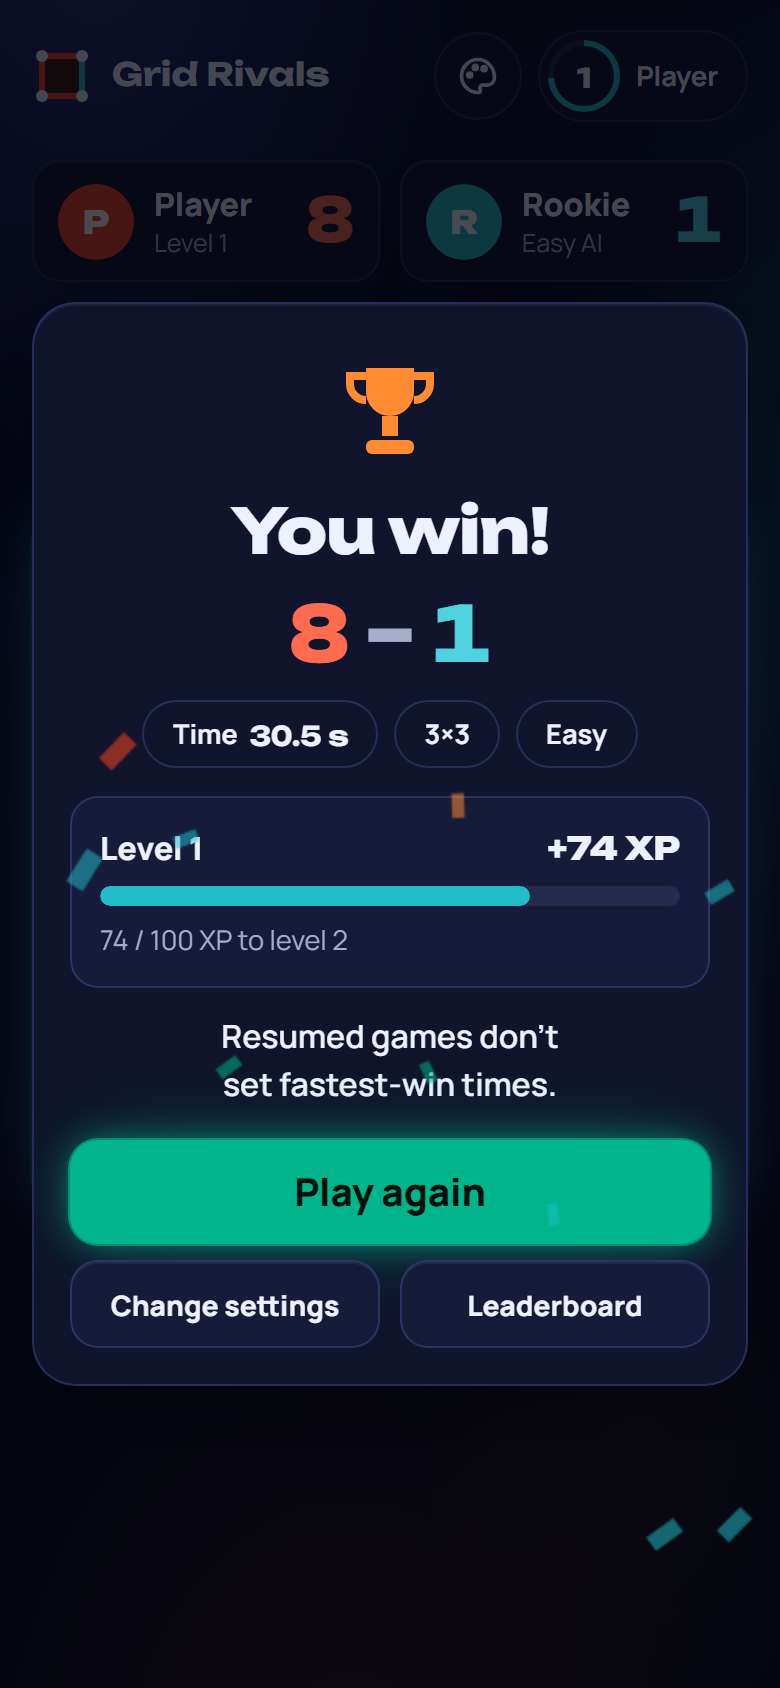 Grid Rivals
1 Player
P Player 8
Level 1
R Rookie 1
Easy AI
You win!
8 – 1
Time 30.5 s 3×3 Easy
Level 1 +74 XP
74 / 100 XP to level 2
Resumed games don’t
set fastest-win times.
Play again
Change settings Leaderboard